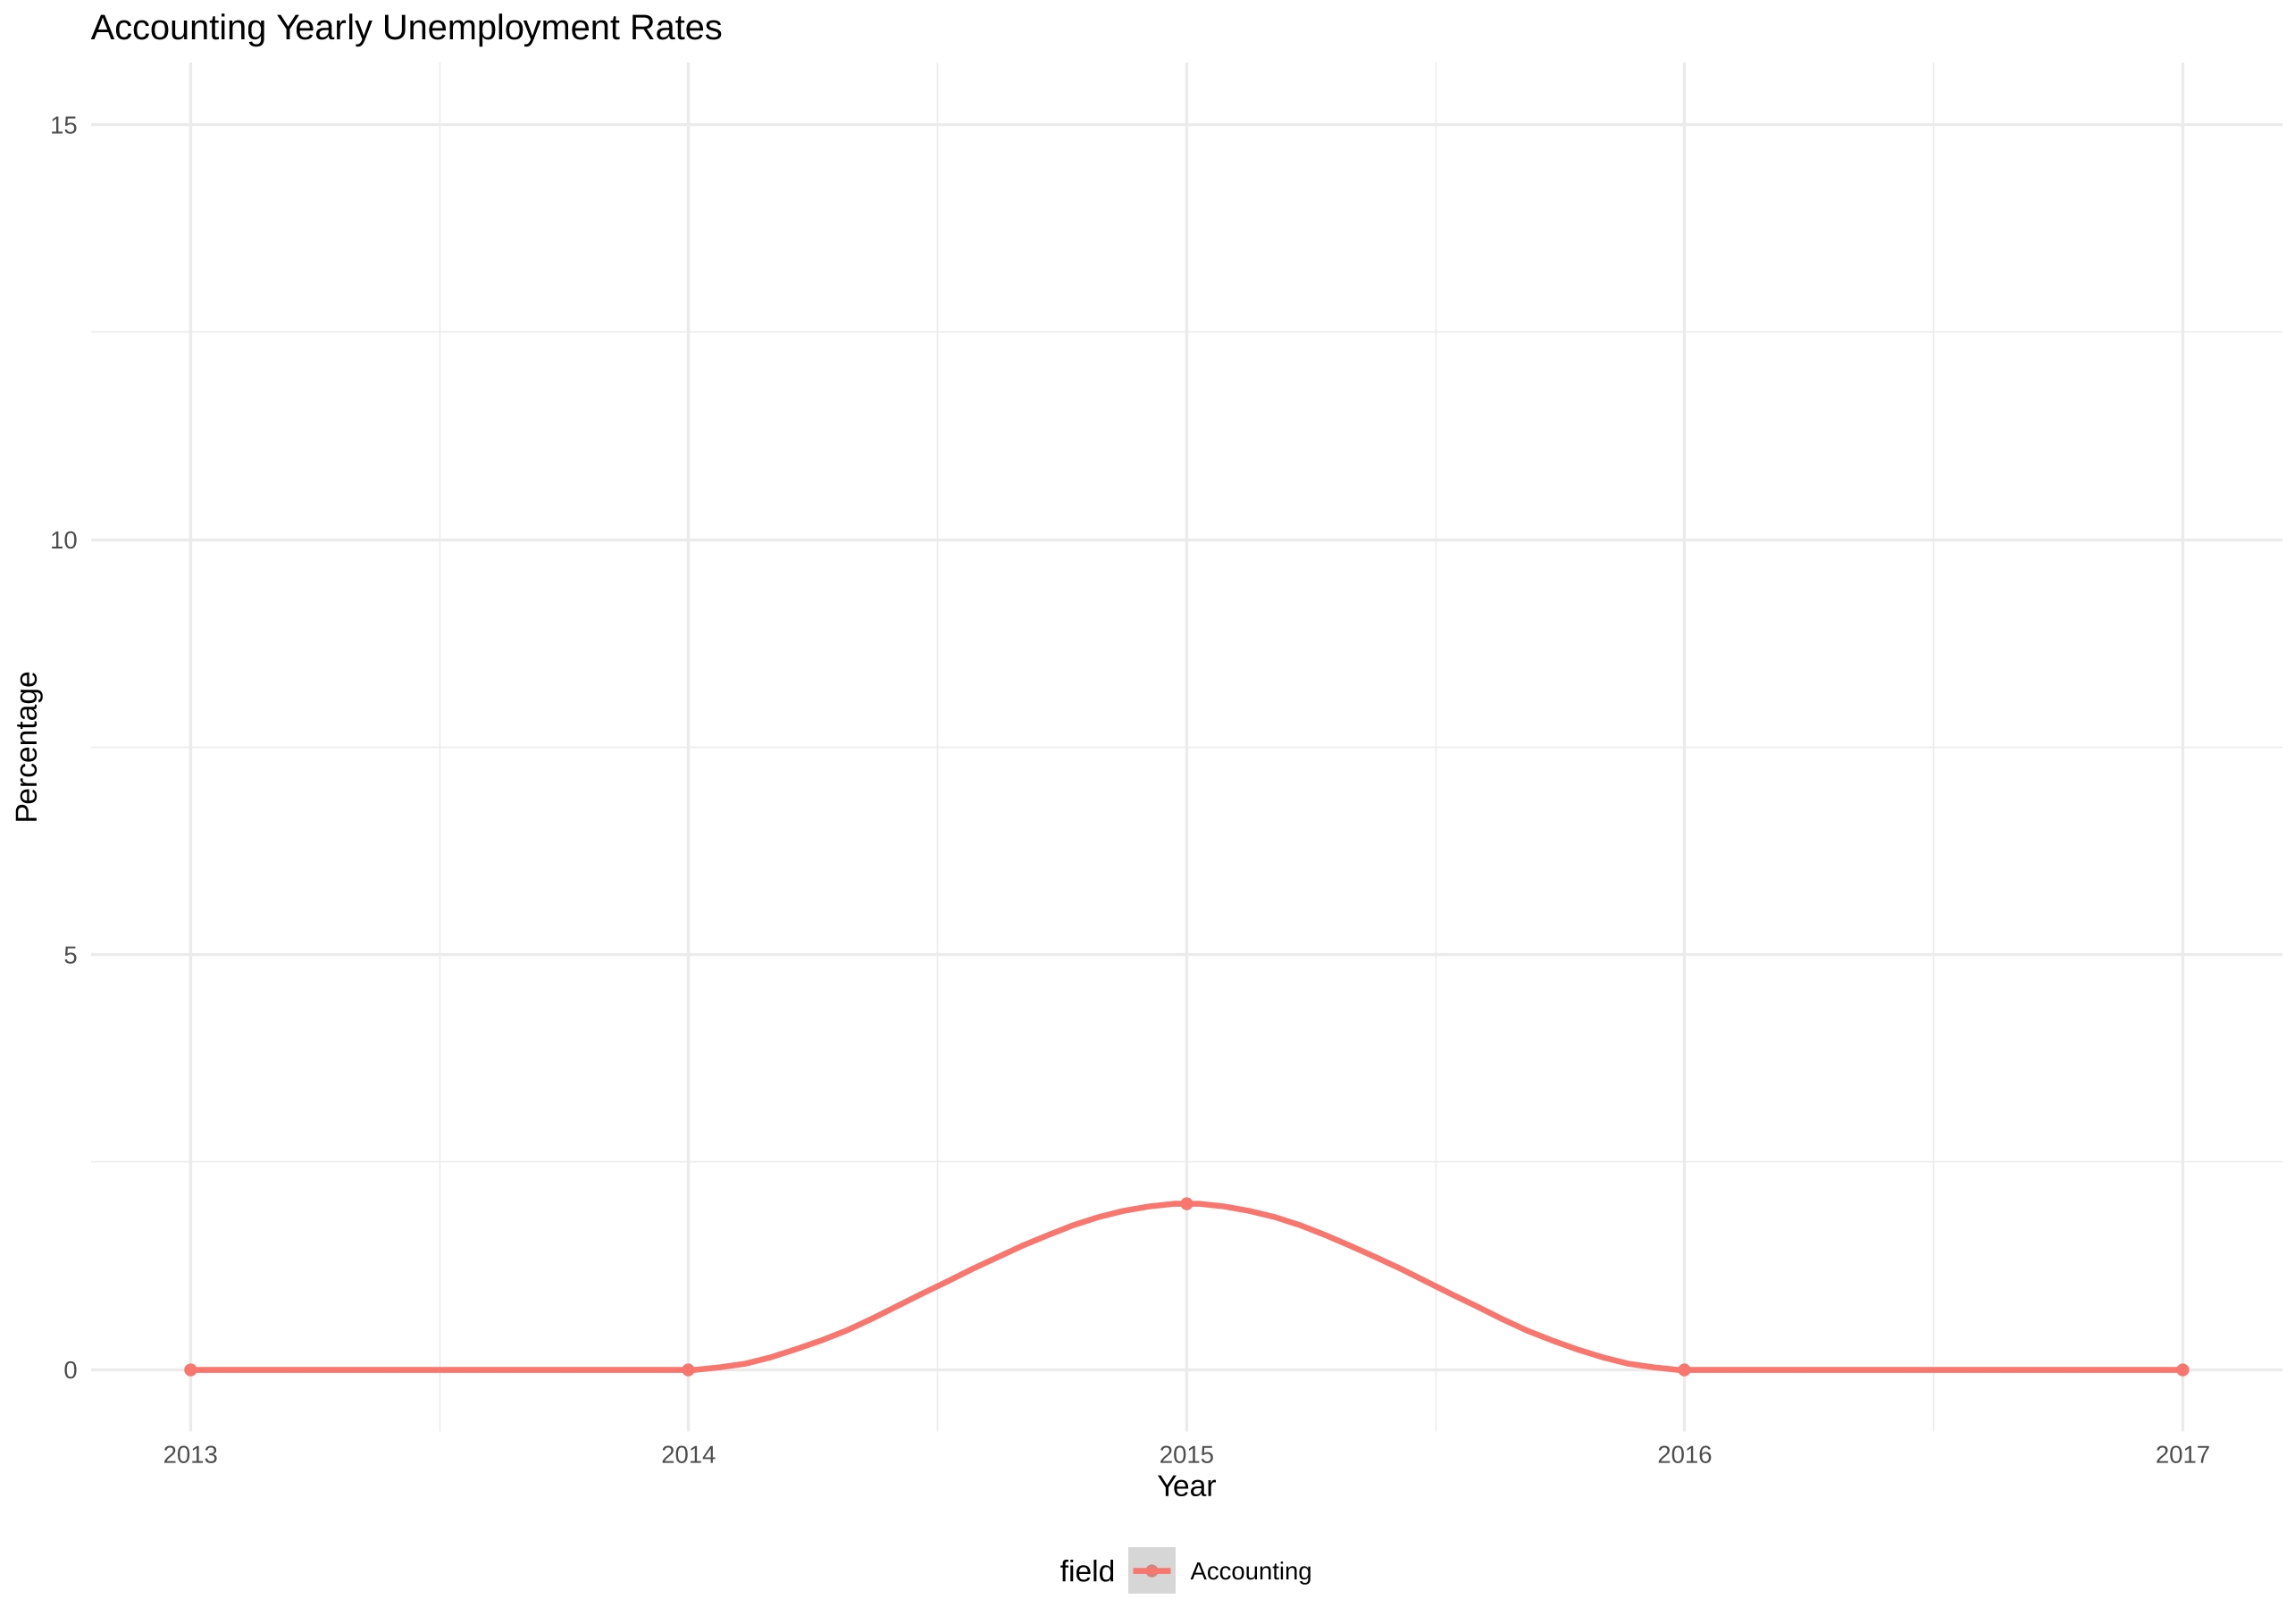 Accounting Yearly Unemployment Rates
15
10
5
0
Percentage
2013 2014 2015 2016 2017
Year
field Accounting